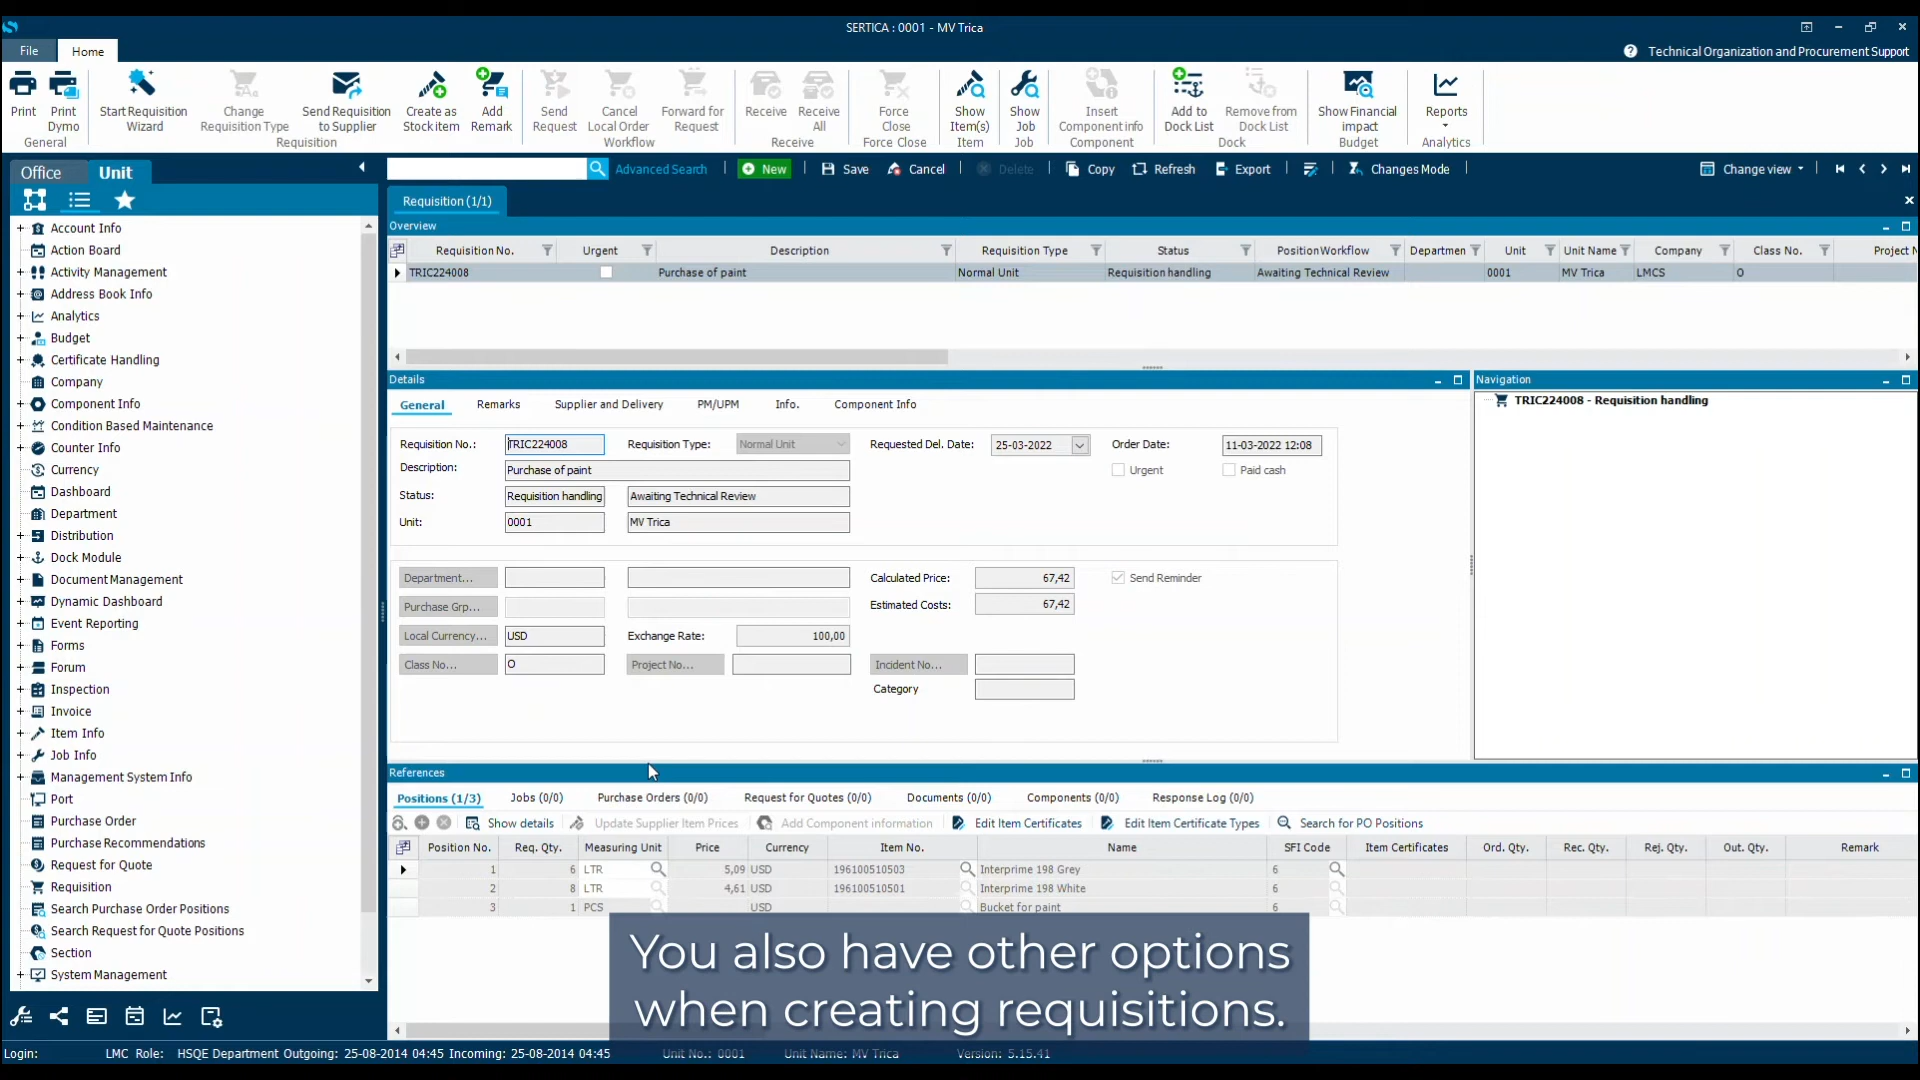 SERTICA : 0001 - MV Trica
File Home Technical Organization and Procurement Support
Print Print Dymo Start Requisition Wizard Change Requisition Type Send Requisition to Supplier Create as Stock item Add Remark Send Request Cancel Local Order Forward for Request Receive Receive All Force Close Show Item(s) Show Job Insert Component info Add to Dock List Remove from Dock List Show Financial impact Reports
General Requisition Workflow Receive Force Close Item Job Component Dock Budget Analytics
Office Unit Advanced Search New Save Cancel Delete Copy Refresh Export Changes Mode Change view
Requisition (1/1)
Account Info
Action Board
Activity Management
Address Book Info
Analytics
Budget
Certificate Handling
Company
Component Info
Condition Based Maintenance
Counter Info
Currency
Dashboard
Department
Distribution
Dock Module
Document Management
Dynamic Dashboard
Event Reporting
Forms
Forum
Inspection
Invoice
Item Info
Job Info
Management System Info
Port
Purchase Order
Purchase Recommendations
Request for Quote
Requisition
Search Purchase Order Positions
Search Request for Quote Positions
Section
System Management
Overview
Requisition No. Urgent Description Requisition Type Status PositionWorkflow Departmen Unit Unit Name Company Class No. Project N
TRIC224008 Purchase of paint Normal Unit Requisition handling Awaiting Technical Review 0001 MV Trica LMCS O
Details
General Remarks Supplier and Delivery PM/UPM Info. Component Info
Requisition No.: TRIC224008 Requisition Type: Normal Unit Requested Del. Date: 25-03-2022 Order Date: 11-03-2022 12:08
Description: Purchase of paint Urgent Paid cash
Status: Requisition handling Awaiting Technical Review
Unit: 0001 MV Trica
Department... Calculated Price: 67,42 Send Reminder
Purchase Grp... Estimated Costs: 67,42
Local Currency... USD Exchange Rate: 100,00
Class No... O Project No... Incident No...
Category
Navigation
TRIC224008 - Requisition handling
References
Positions (1/3) Jobs (0/0) Purchase Orders (0/0) Request for Quotes (0/0) Documents (0/0) Components (0/0) Response Log (0/0)
Show details Update Supplier Item Prices Add Component information Edit Item Certificates Edit Item Certificate Types Search for PO Positions
Position No. Req. Qty. Measuring Unit Price Currency Item No. Name SFI Code Item Certificates Ord. Qty. Rec. Qty. Rej. Qty. Out. Qty. Remark
1 6 LTR 5,09 USD 196100510503 Interprime 198 Grey 6
2 8 LTR 4,61 USD 196100510501 Interprime 198 White 6
3 1 PCS USD Bucket for paint 6
You also have other options
when creating requisitions.
Login: LMC Role: HSQE Department Outgoing: 25-08-2014 04:45 Incoming: 25-08-2014 04:45 Unit No.: 0001 Unit Name: MV Trica Version: 5.15.41